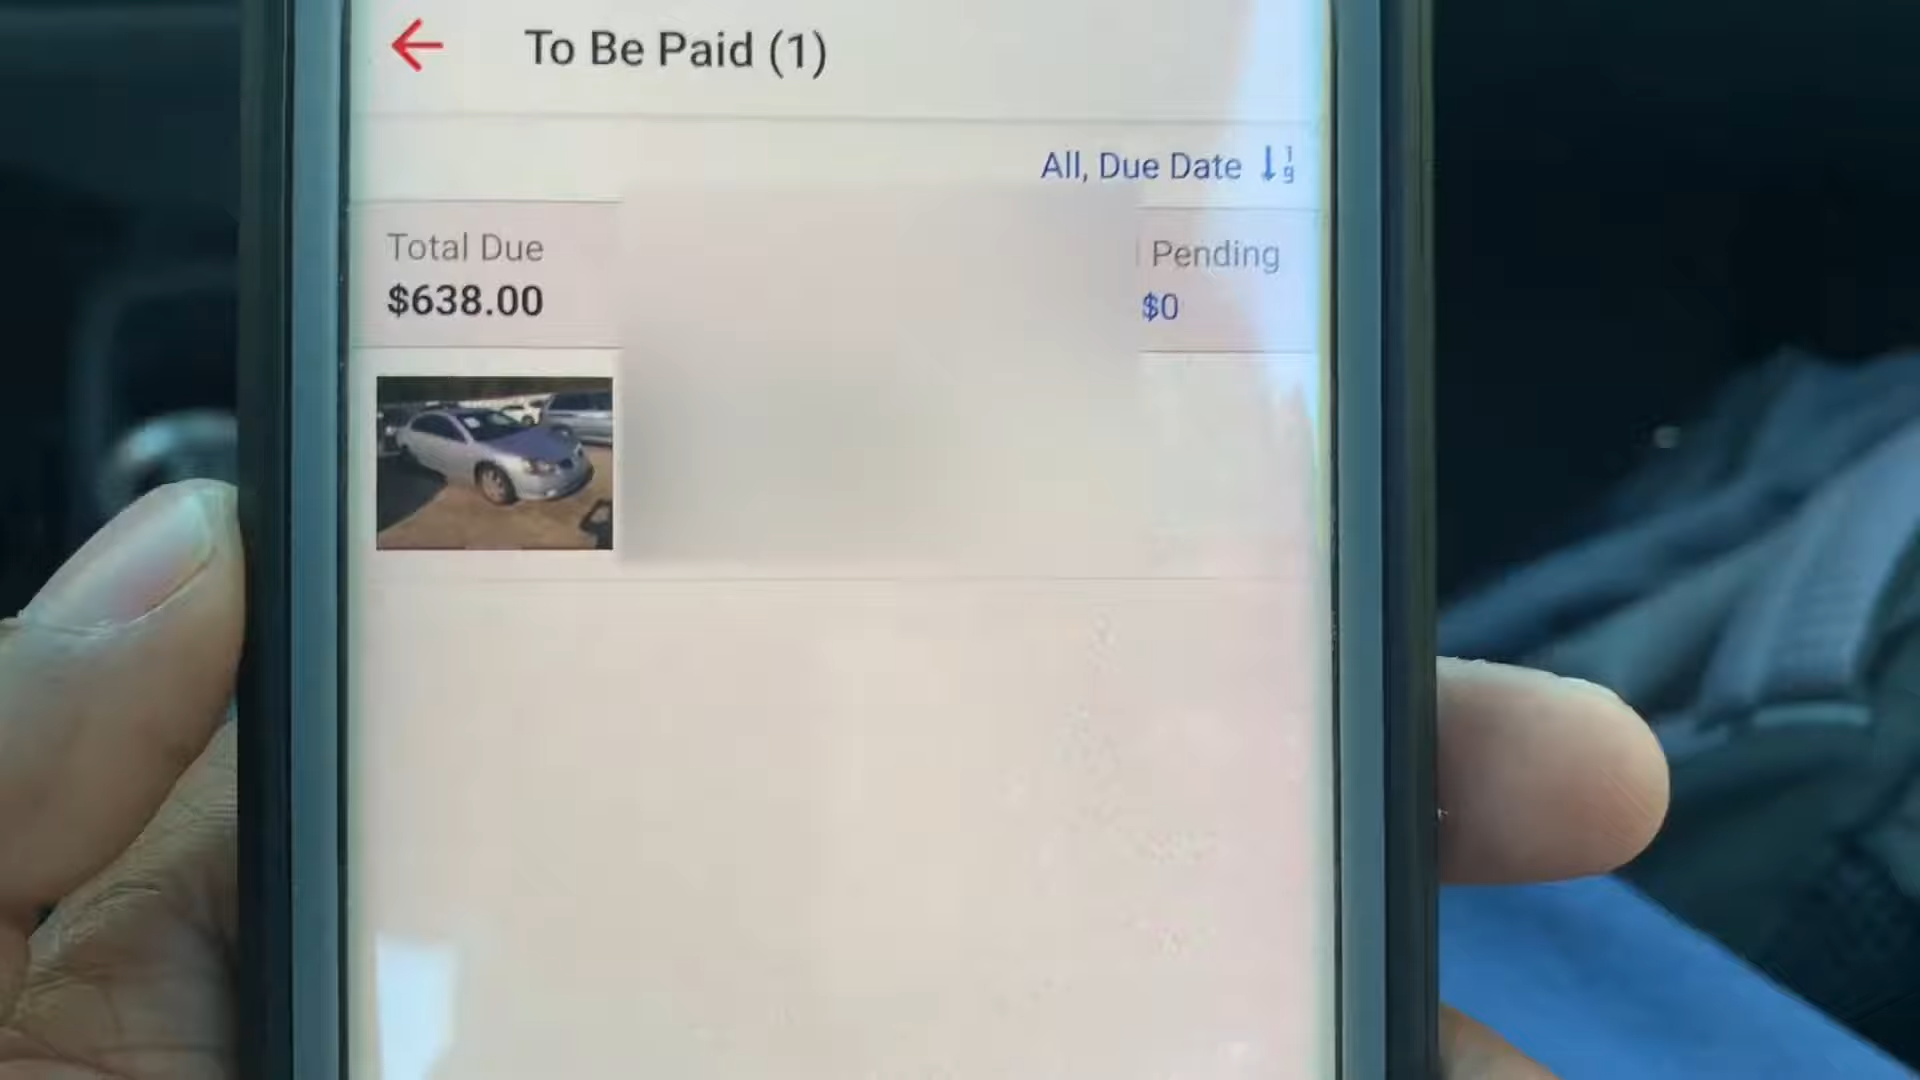 To Be Paid (1)
All, Due Date
Total Due
$638.00
Pending
$0